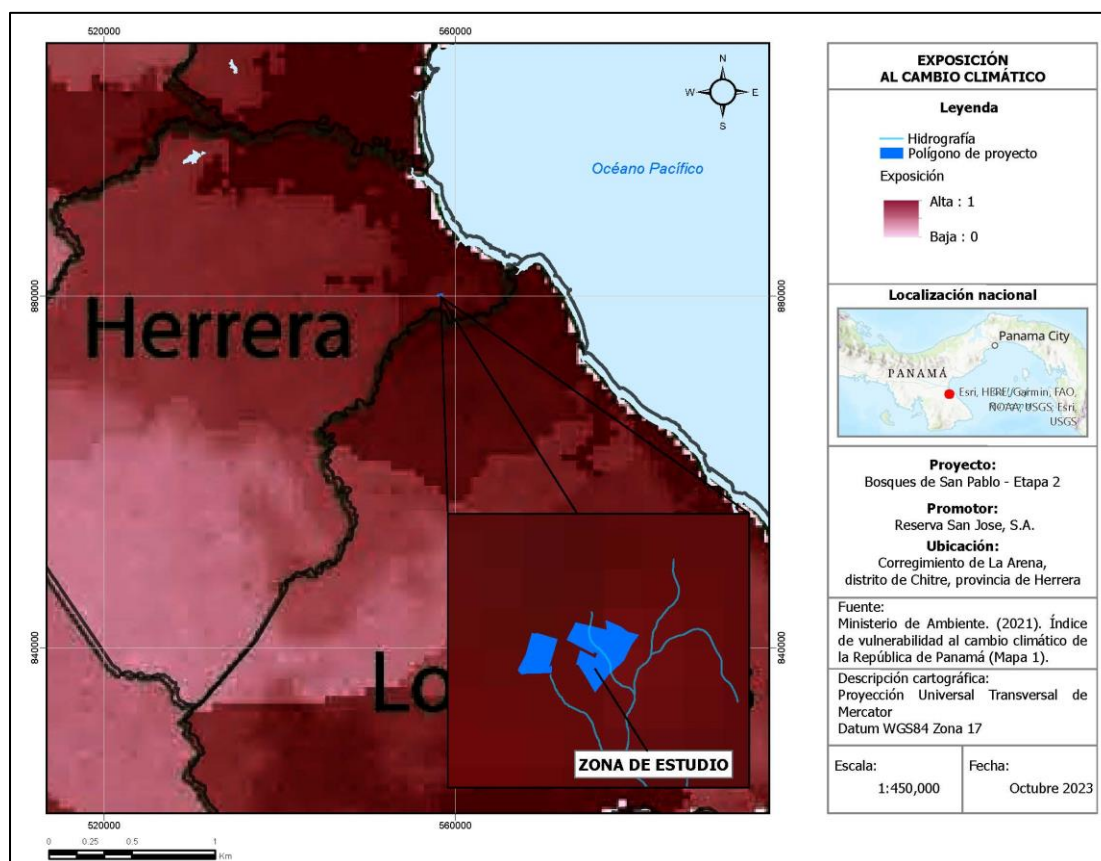 520000
560000
N
W
E
S
Océano Pacífico
880000
880000
Herrera
840000
840000
Lo
ZONA DE ESTUDIO
520000
560000
0 0.25 0.5 1
Km
EXPOSICIÓN
AL CAMBIO CLIMÁTICO
Leyenda
Hidrografía
Polígono de proyecto
Exposición
Alta : 1
Baja : 0
Localización nacional
Panama City
PANAMÁ
Esri, HERE, Garmin, FAO,
NOAA, USGS, Esri,
USGS
Proyecto:
Bosques de San Pablo - Etapa 2
Promotor:
Reserva San Jose, S.A.
Ubicación:
Corregimiento de La Arena,
distrito de Chitre, provincia de Herrera
Fuente:
Ministerio de Ambiente. (2021). Índice
de vulnerabilidad al cambio climático de
la República de Panamá (Mapa 1).
Descripción cartográfica:
Proyección Universal Transversal de
Mercator
Datum WGS84 Zona 17
Escala:
1:450,000
Fecha:
Octubre 2023